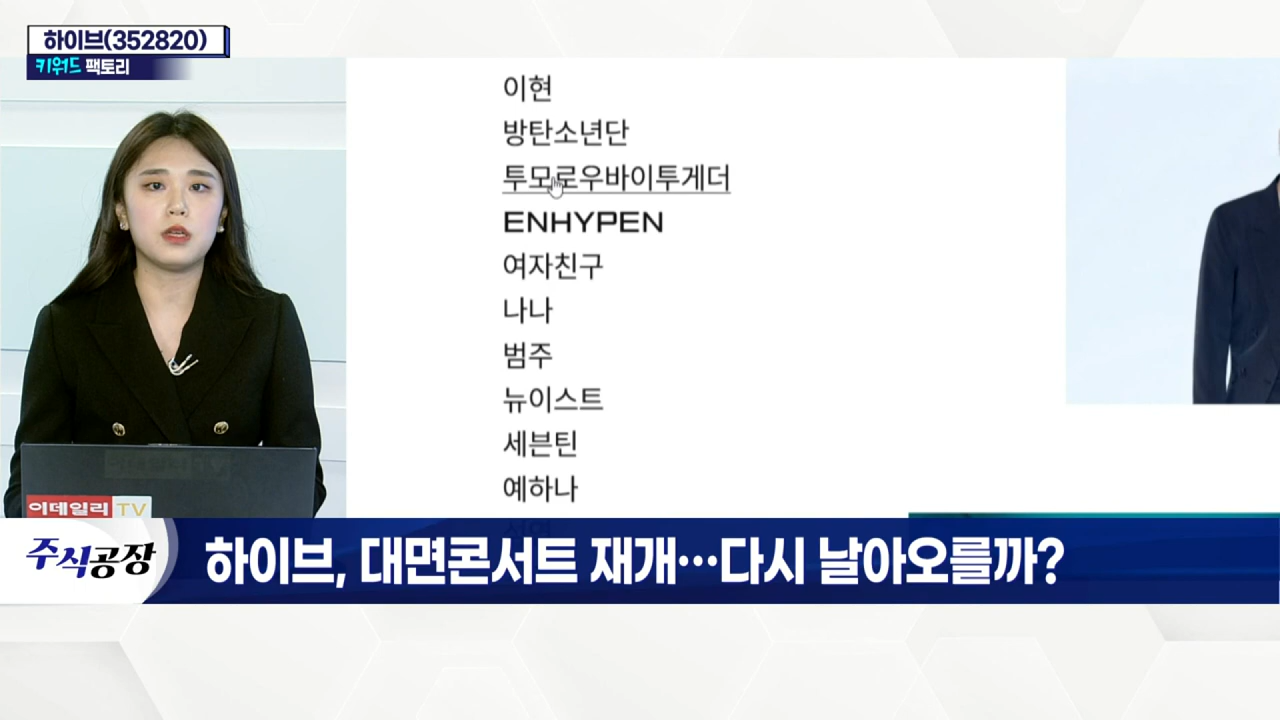 하이브(352820)
키워드 팩토리
이현
방탄소년단
투모로우바이투게더
ENHYPEN
여자친구
나나
범주
뉴이스트
세븐틴
예하나
이데일리 TV
주식공장
하이브, 대면콘서트 재개…다시 날아오를까?